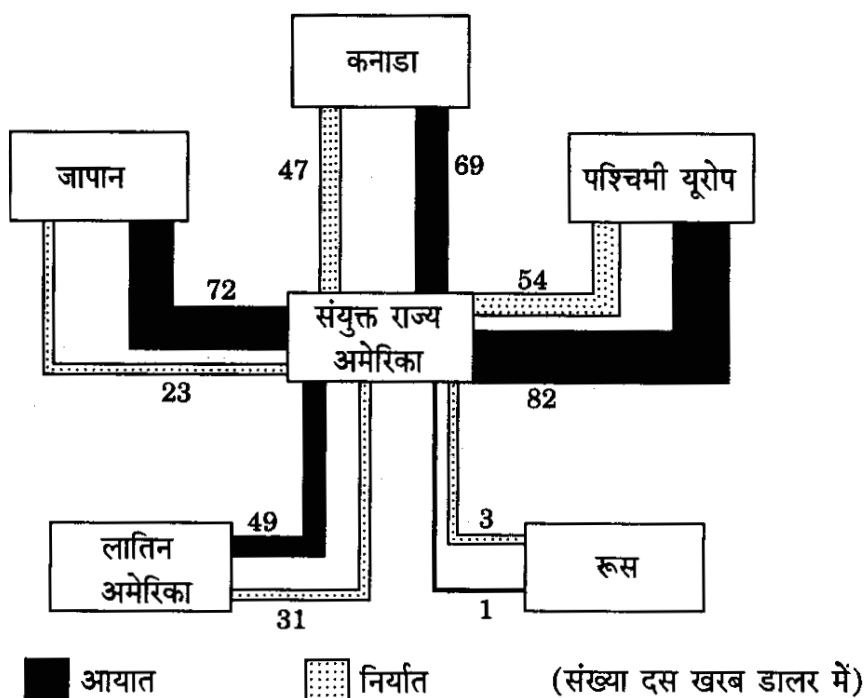 कनाडा
जापान
पश्चिमी यूरोप
47
69
72
54
संयुक्त राज्य
अमेरिका
23
82
49
3
लातिन
अमेरिका
रूस
31
1
आयात
निर्यात
(संख्या दस खरब डालर में)